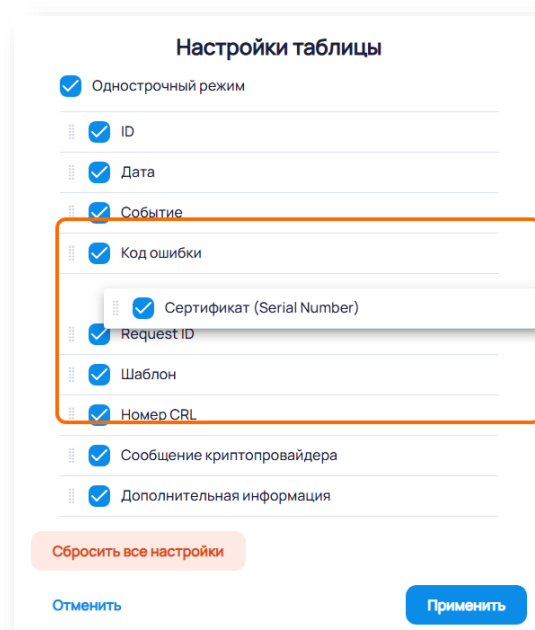 Настройки таблицы
Однострочный режим
ID
Дата
Событие
Код ошибки
Сертификат (Serial Number)
Request ID
Шаблон
Номер CRL
Сообщение криптопровайдера
Дополнительная информация
Сбросить все настройки
Отменить
Применить